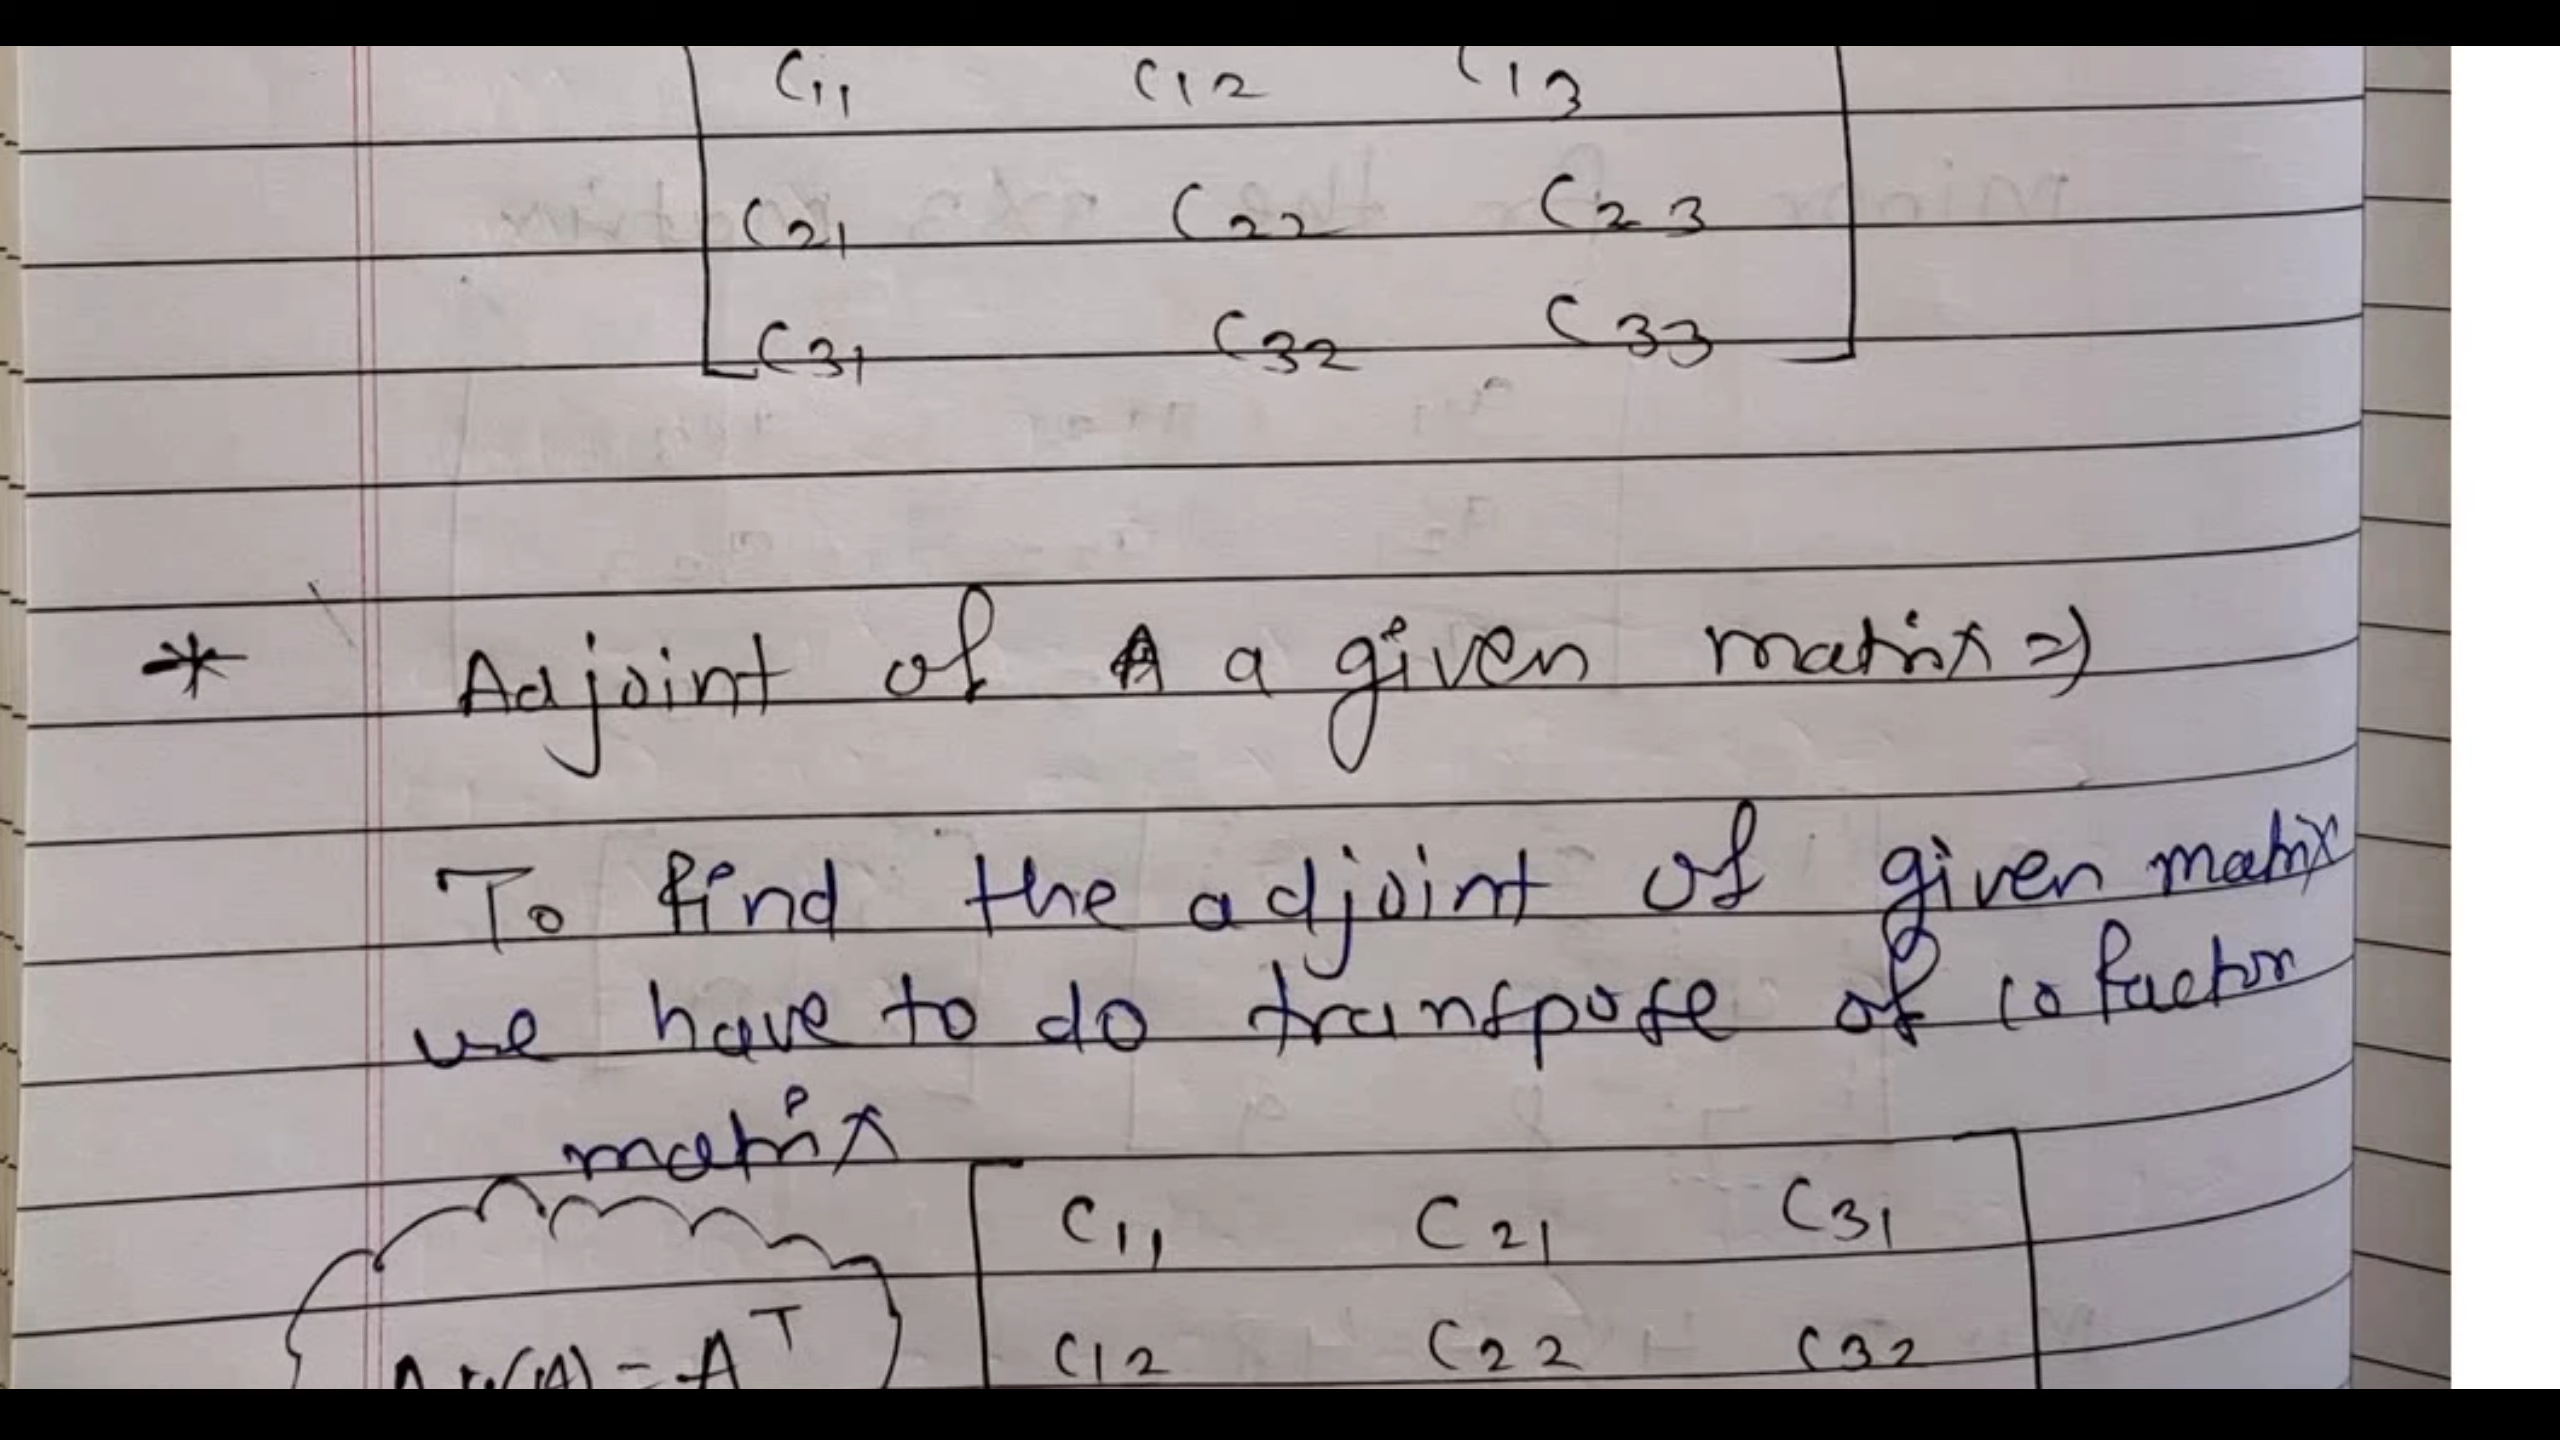 C11 C12 C13
C21 C22 C23
C31 C32 C33
* Adjoint of A a given matrix =>
To find the adjoint of given matrix
we have to do transpose of cofactor
matrix
C11 C21 C31
C12 C22 C32
(A) = A^T